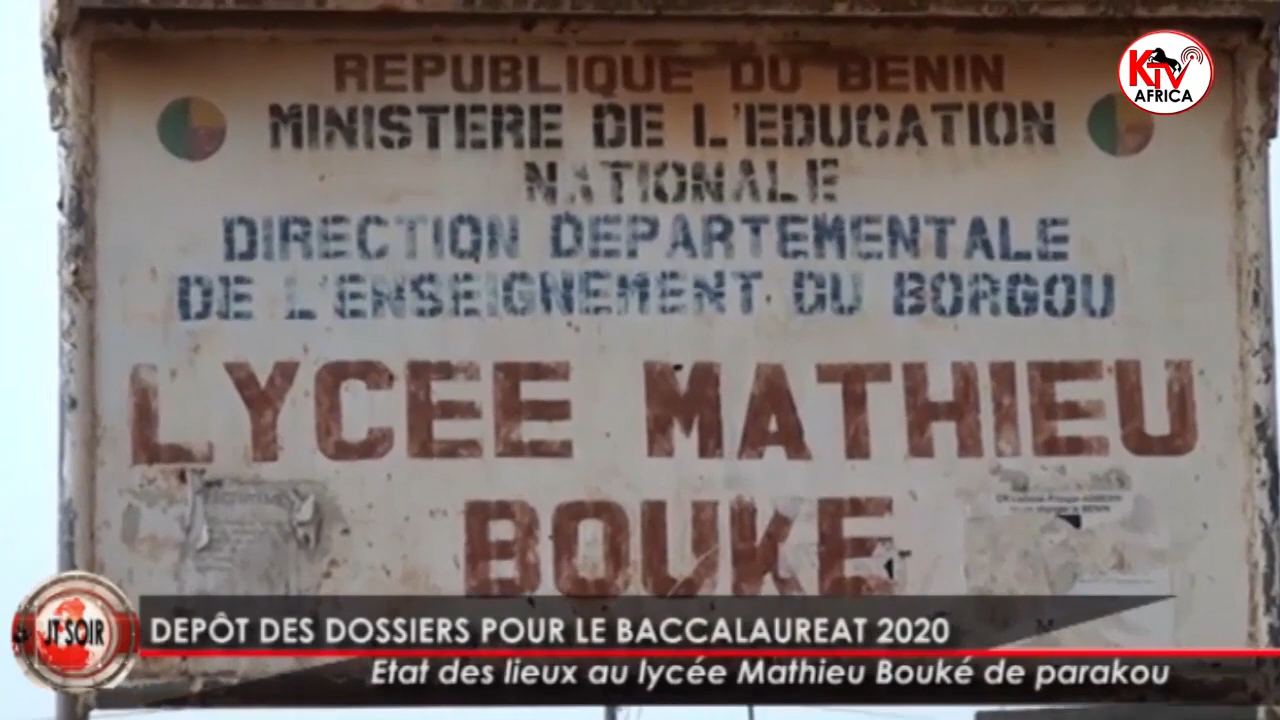 REPUBLIQUE DU BENIN
MINISTERE DE L'EDUCATION
NATIONALE
DIRECTION DEPARTEMENTALE
DE L'ENSEIGNEMENT DU BORGOU
LYCEE MATHIEU
BOUKE
KTV
AFRICA
JT SOIR
DEPÔT DES DOSSIERS POUR LE BACCALAUREAT 2020
Etat des lieux au lycée Mathieu Bouké de parakou